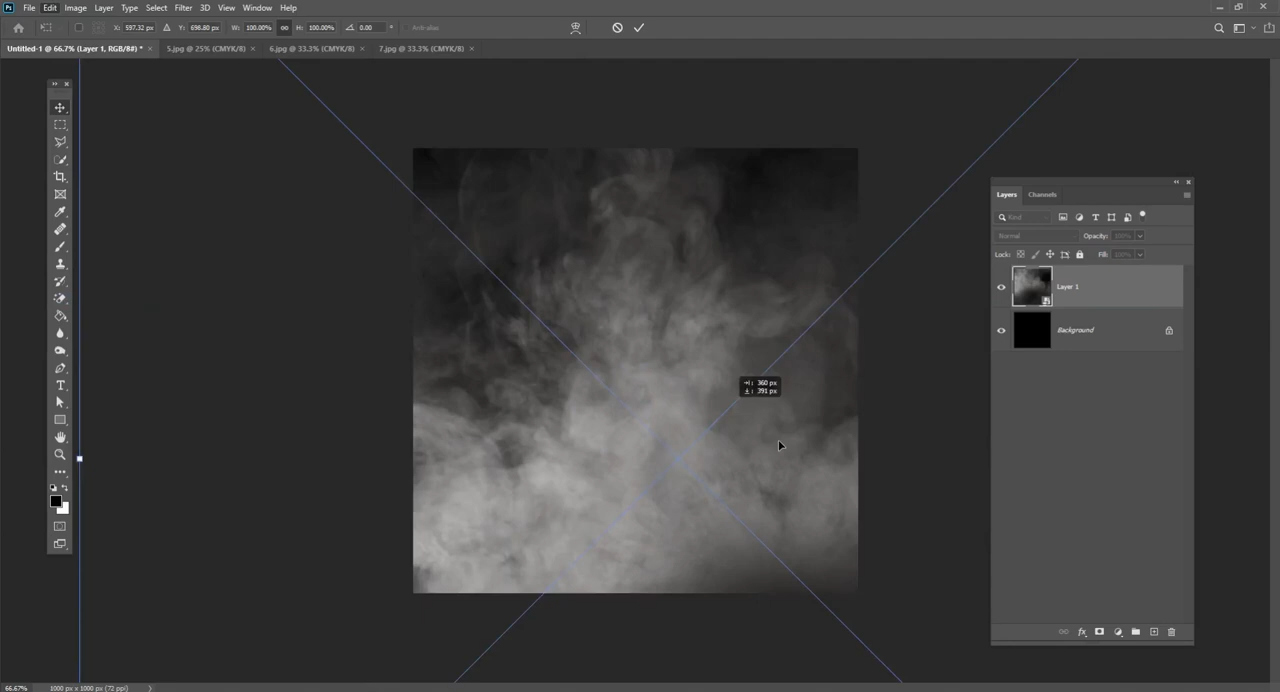 Ps File Edit Image Layer Type Select Filter 3D View Window Help
X: 597.32 px Y: 698.80 px W: 100.00% H: 100.00% 0.00 ° Anti-alias
Untitled-1 @ 66.7% (Layer 1, RGB/8#) * × 5.jpg @ 25% (CMYK/8) × 6.jpg @ 33.3% (CMYK/8) × 7.jpg @ 33.3% (CMYK/8) ×
Layers Channels
Kind
Normal Opacity: 100%
Lock: Fill: 100%
Layer 1
Background
: 360 px
: 391 px
66.67% 1000 px x 1000 px (72 ppi)